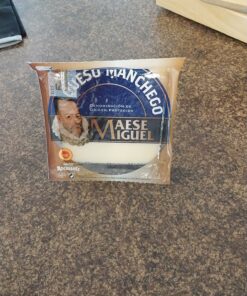 QUESO MANCHEGO
DENOMINACIÓN DE
ORIGEN PROTEGIDA
MAESE
MIGUEL